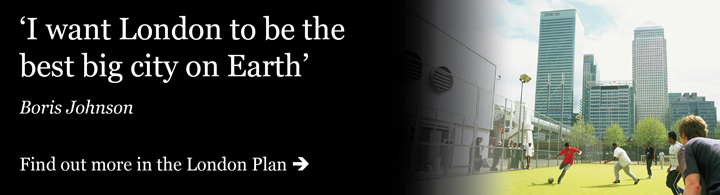 ‘I want London to be the
best big city on Earth’
Boris Johnson
Find out more in the London Plan ➔